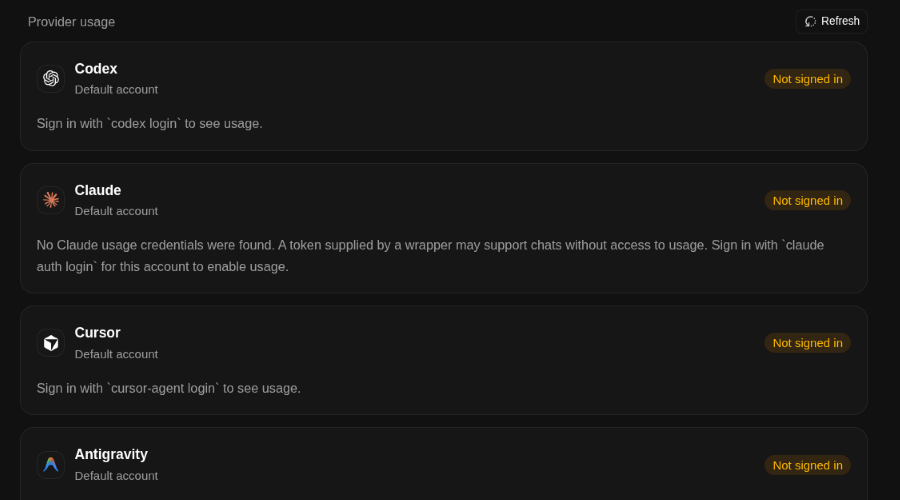 Provider usage
Refresh
Codex
Default account
Not signed in
Sign in with `codex login` to see usage.
Claude
Default account
Not signed in
No Claude usage credentials were found. A token supplied by a wrapper may support chats without access to usage. Sign in with `claude
auth login` for this account to enable usage.
Cursor
Default account
Not signed in
Sign in with `cursor-agent login` to see usage.
Antigravity
Default account
Not signed in